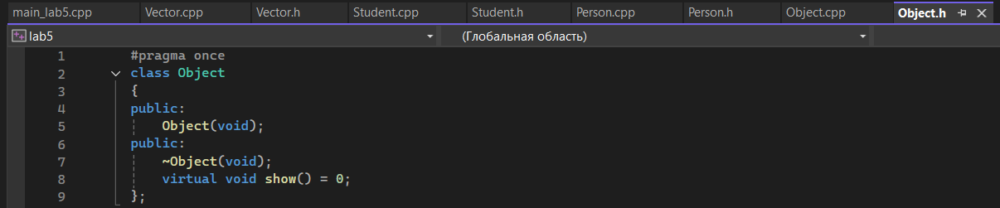 main_lab5.cpp Vector.cpp Vector.h Student.cpp Student.h Person.cpp Person.h Object.cpp Object.h
lab5 (Глобальная область)
1 #pragma once
2 class Object
3 {
4 public:
5 Object(void);
6 public:
7 ~Object(void);
8 virtual void show() = 0;
9 };